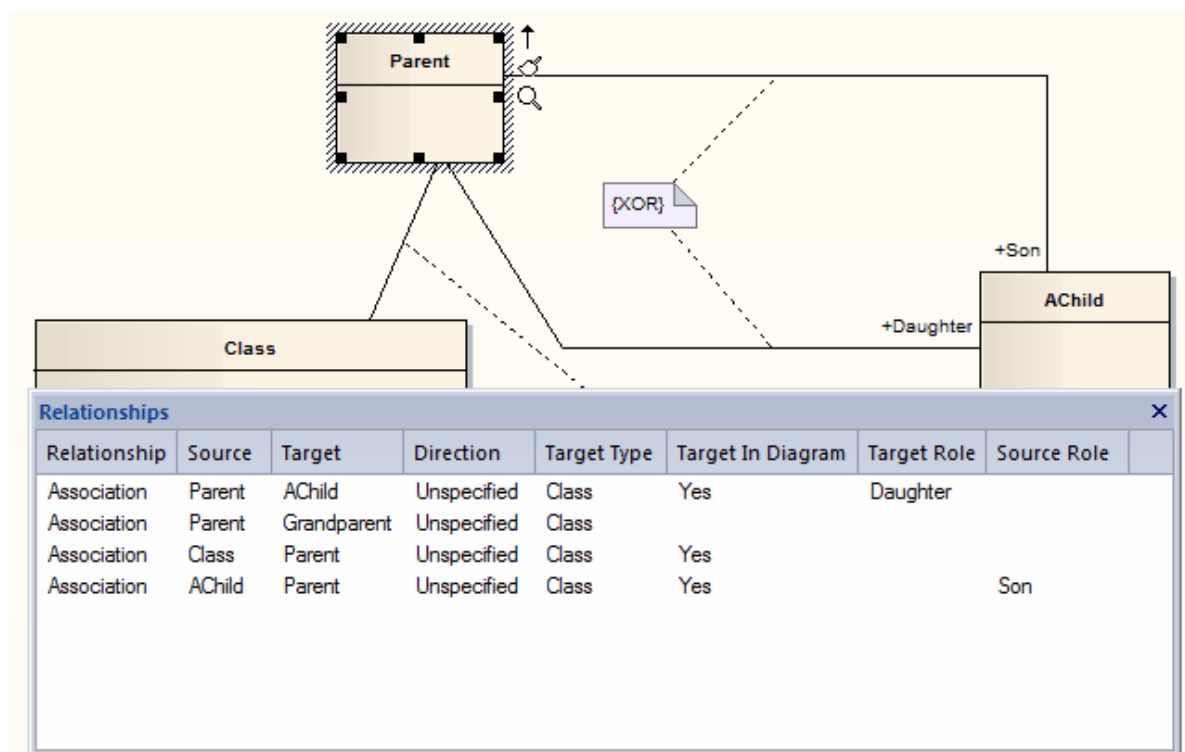 Parent
{XOR}
+Son
AChild
+Daughter
Class
Relationships
Relationship Source Target Direction Target Type Target In Diagram Target Role Source Role
Association Parent AChild Unspecified Class Yes Daughter
Association Parent Grandparent Unspecified Class
Association Class Parent Unspecified Class Yes
Association AChild Parent Unspecified Class Yes Son